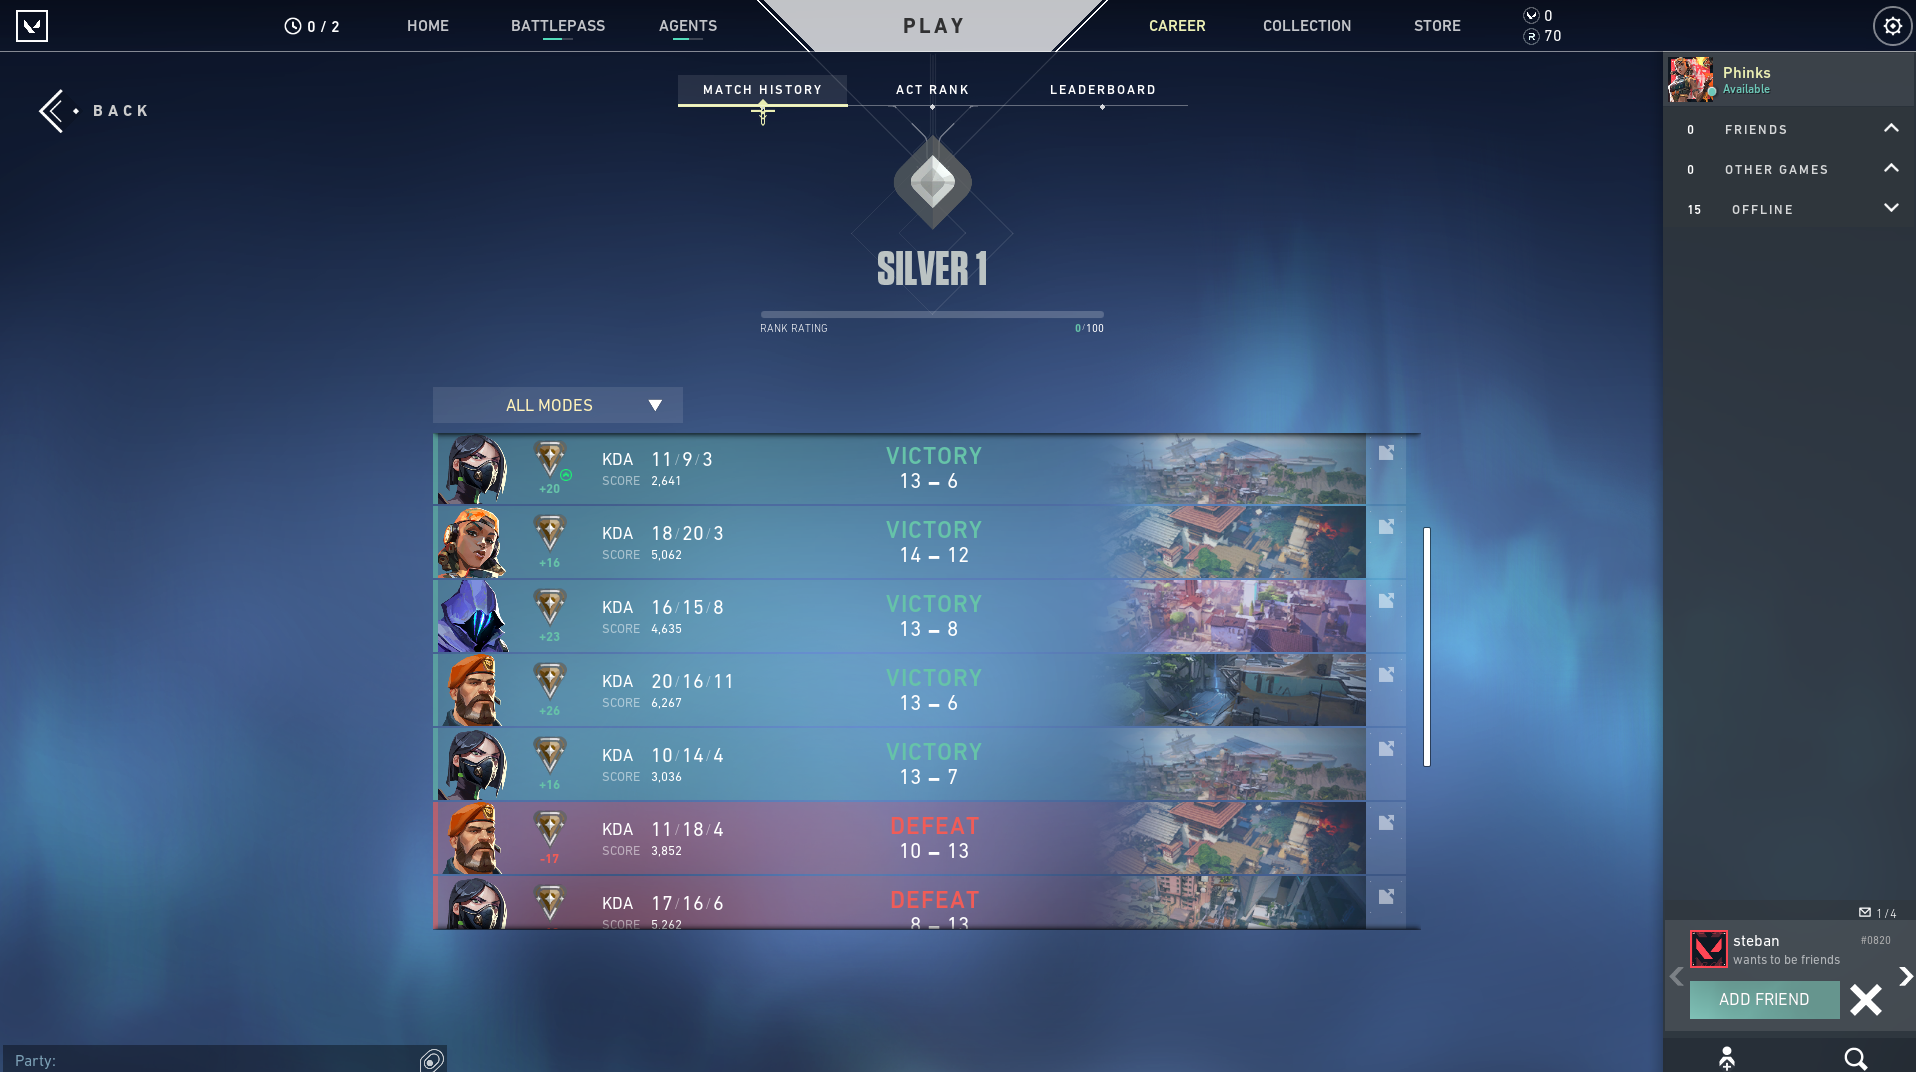 0 / 2
HOME
BATTLEPASS
AGENTS
PLAY
CAREER
COLLECTION
STORE
0
70
BACK
MATCH HISTORY
ACT RANK
LEADERBOARD
SILVER 1
RANK RATING
0/100
ALL MODES
+20
KDA 11/9/3
SCORE 2,641
VICTORY
13 – 6
+16
KDA 18/20/3
SCORE 5,062
VICTORY
14 – 12
+23
KDA 16/15/8
SCORE 4,635
VICTORY
13 – 8
+26
KDA 20/16/11
SCORE 6,267
VICTORY
13 – 6
+16
KDA 10/14/4
SCORE 3,036
VICTORY
13 – 7
-17
KDA 11/18/4
SCORE 3,852
DEFEAT
10 – 13
KDA 17/16/6
SCORE 5,262
DEFEAT
8 – 13
Party:
Phinks
Available
0 FRIENDS
0 OTHER GAMES
15 OFFLINE
1/4
steban #0820
wants to be friends
ADD FRIEND